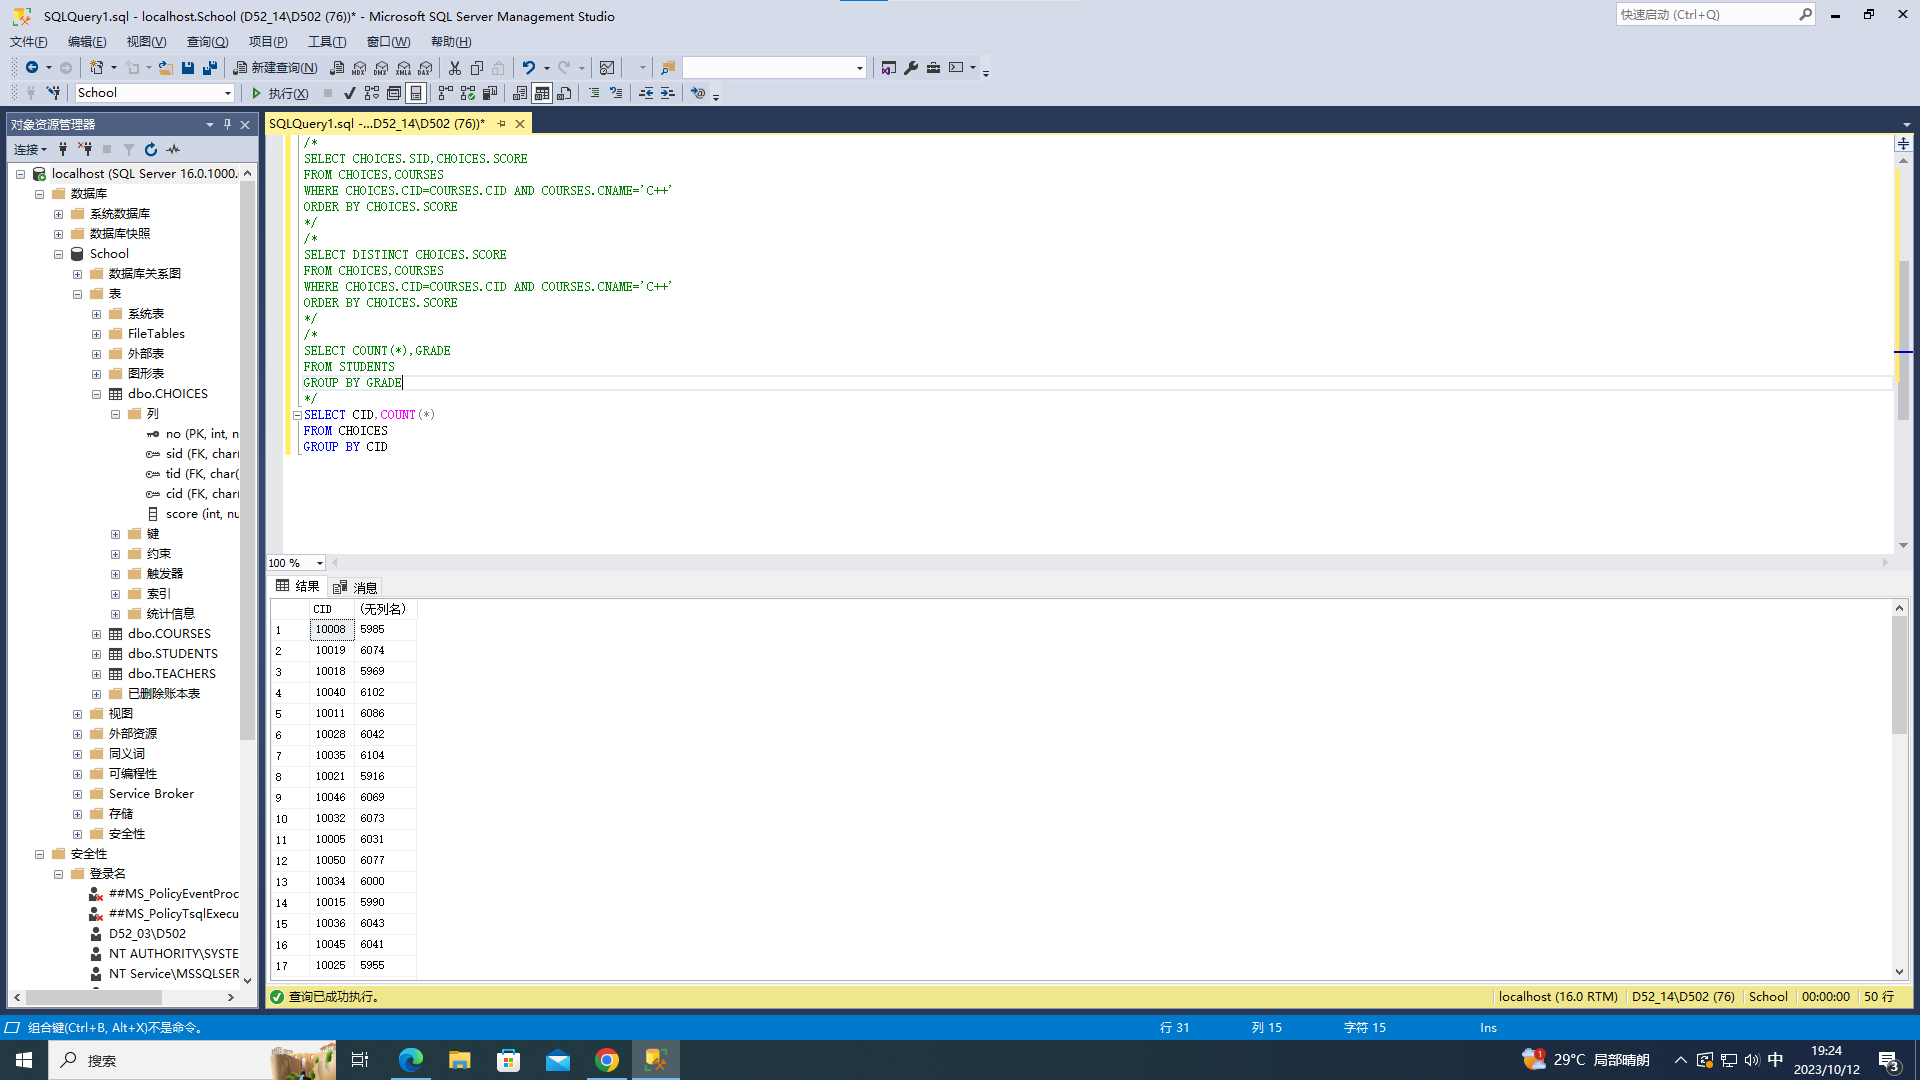 SQLQuery1.sql - localhost.School (D52_14\D502 (76))* - Microsoft SQL Server Management Studio
快速启动 (Ctrl+Q)
文件(F) 编辑(E) 视图(V) 查询(Q) 项目(P) 工具(T) 窗口(W) 帮助(H)
新建查询(N)
MDX DMX XMLA DAX
School
执行(X)
对象资源管理器
连接
localhost (SQL Server 16.0.1000.
数据库
系统数据库
数据库快照
School
数据库关系图
表
系统表
FileTables
外部表
图形表
dbo.CHOICES
列
no (PK, int, n
sid (FK, char(
tid (FK, char(
cid (FK, char(
score (int, nu
键
约束
触发器
索引
统计信息
dbo.COURSES
dbo.STUDENTS
dbo.TEACHERS
已删除账本表
视图
外部资源
同义词
可编程性
Service Broker
存储
安全性
安全性
登录名
##MS_PolicyEventProc
##MS_PolicyTsqlExecu
D52_03\D502
NT AUTHORITY\SYSTE
NT Service\MSSQLSER
SQLQuery1.sql -...D52_14\D502 (76))*
/*
SELECT CHOICES.SID,CHOICES.SCORE
FROM CHOICES,COURSES
WHERE CHOICES.CID=COURSES.CID AND COURSES.CNAME='C++'
ORDER BY CHOICES.SCORE
*/
/*
SELECT DISTINCT CHOICES.SCORE
FROM CHOICES,COURSES
WHERE CHOICES.CID=COURSES.CID AND COURSES.CNAME='C++'
ORDER BY CHOICES.SCORE
*/
/*
SELECT COUNT(*),GRADE
FROM STUDENTS
GROUP BY GRADE
*/
SELECT CID,COUNT(*)
FROM CHOICES
GROUP BY CID
100 %
结果 消息
CID (无列名)
1 10008 5985
2 10019 6074
3 10018 5969
4 10040 6102
5 10011 6086
6 10028 6042
7 10035 6104
8 10021 5916
9 10046 6069
10 10032 6073
11 10005 6031
12 10050 6077
13 10034 6000
14 10015 5990
15 10036 6043
16 10045 6041
17 10025 5955
查询已成功执行。
localhost (16.0 RTM) D52_14\D502 (76) School 00:00:00 50 行
组合键(Ctrl+B, Alt+X)不是命令。
行 31 列 15 字符 15 Ins
搜索
1
29°C 局部晴朗
中
19:24
2023/10/12
3